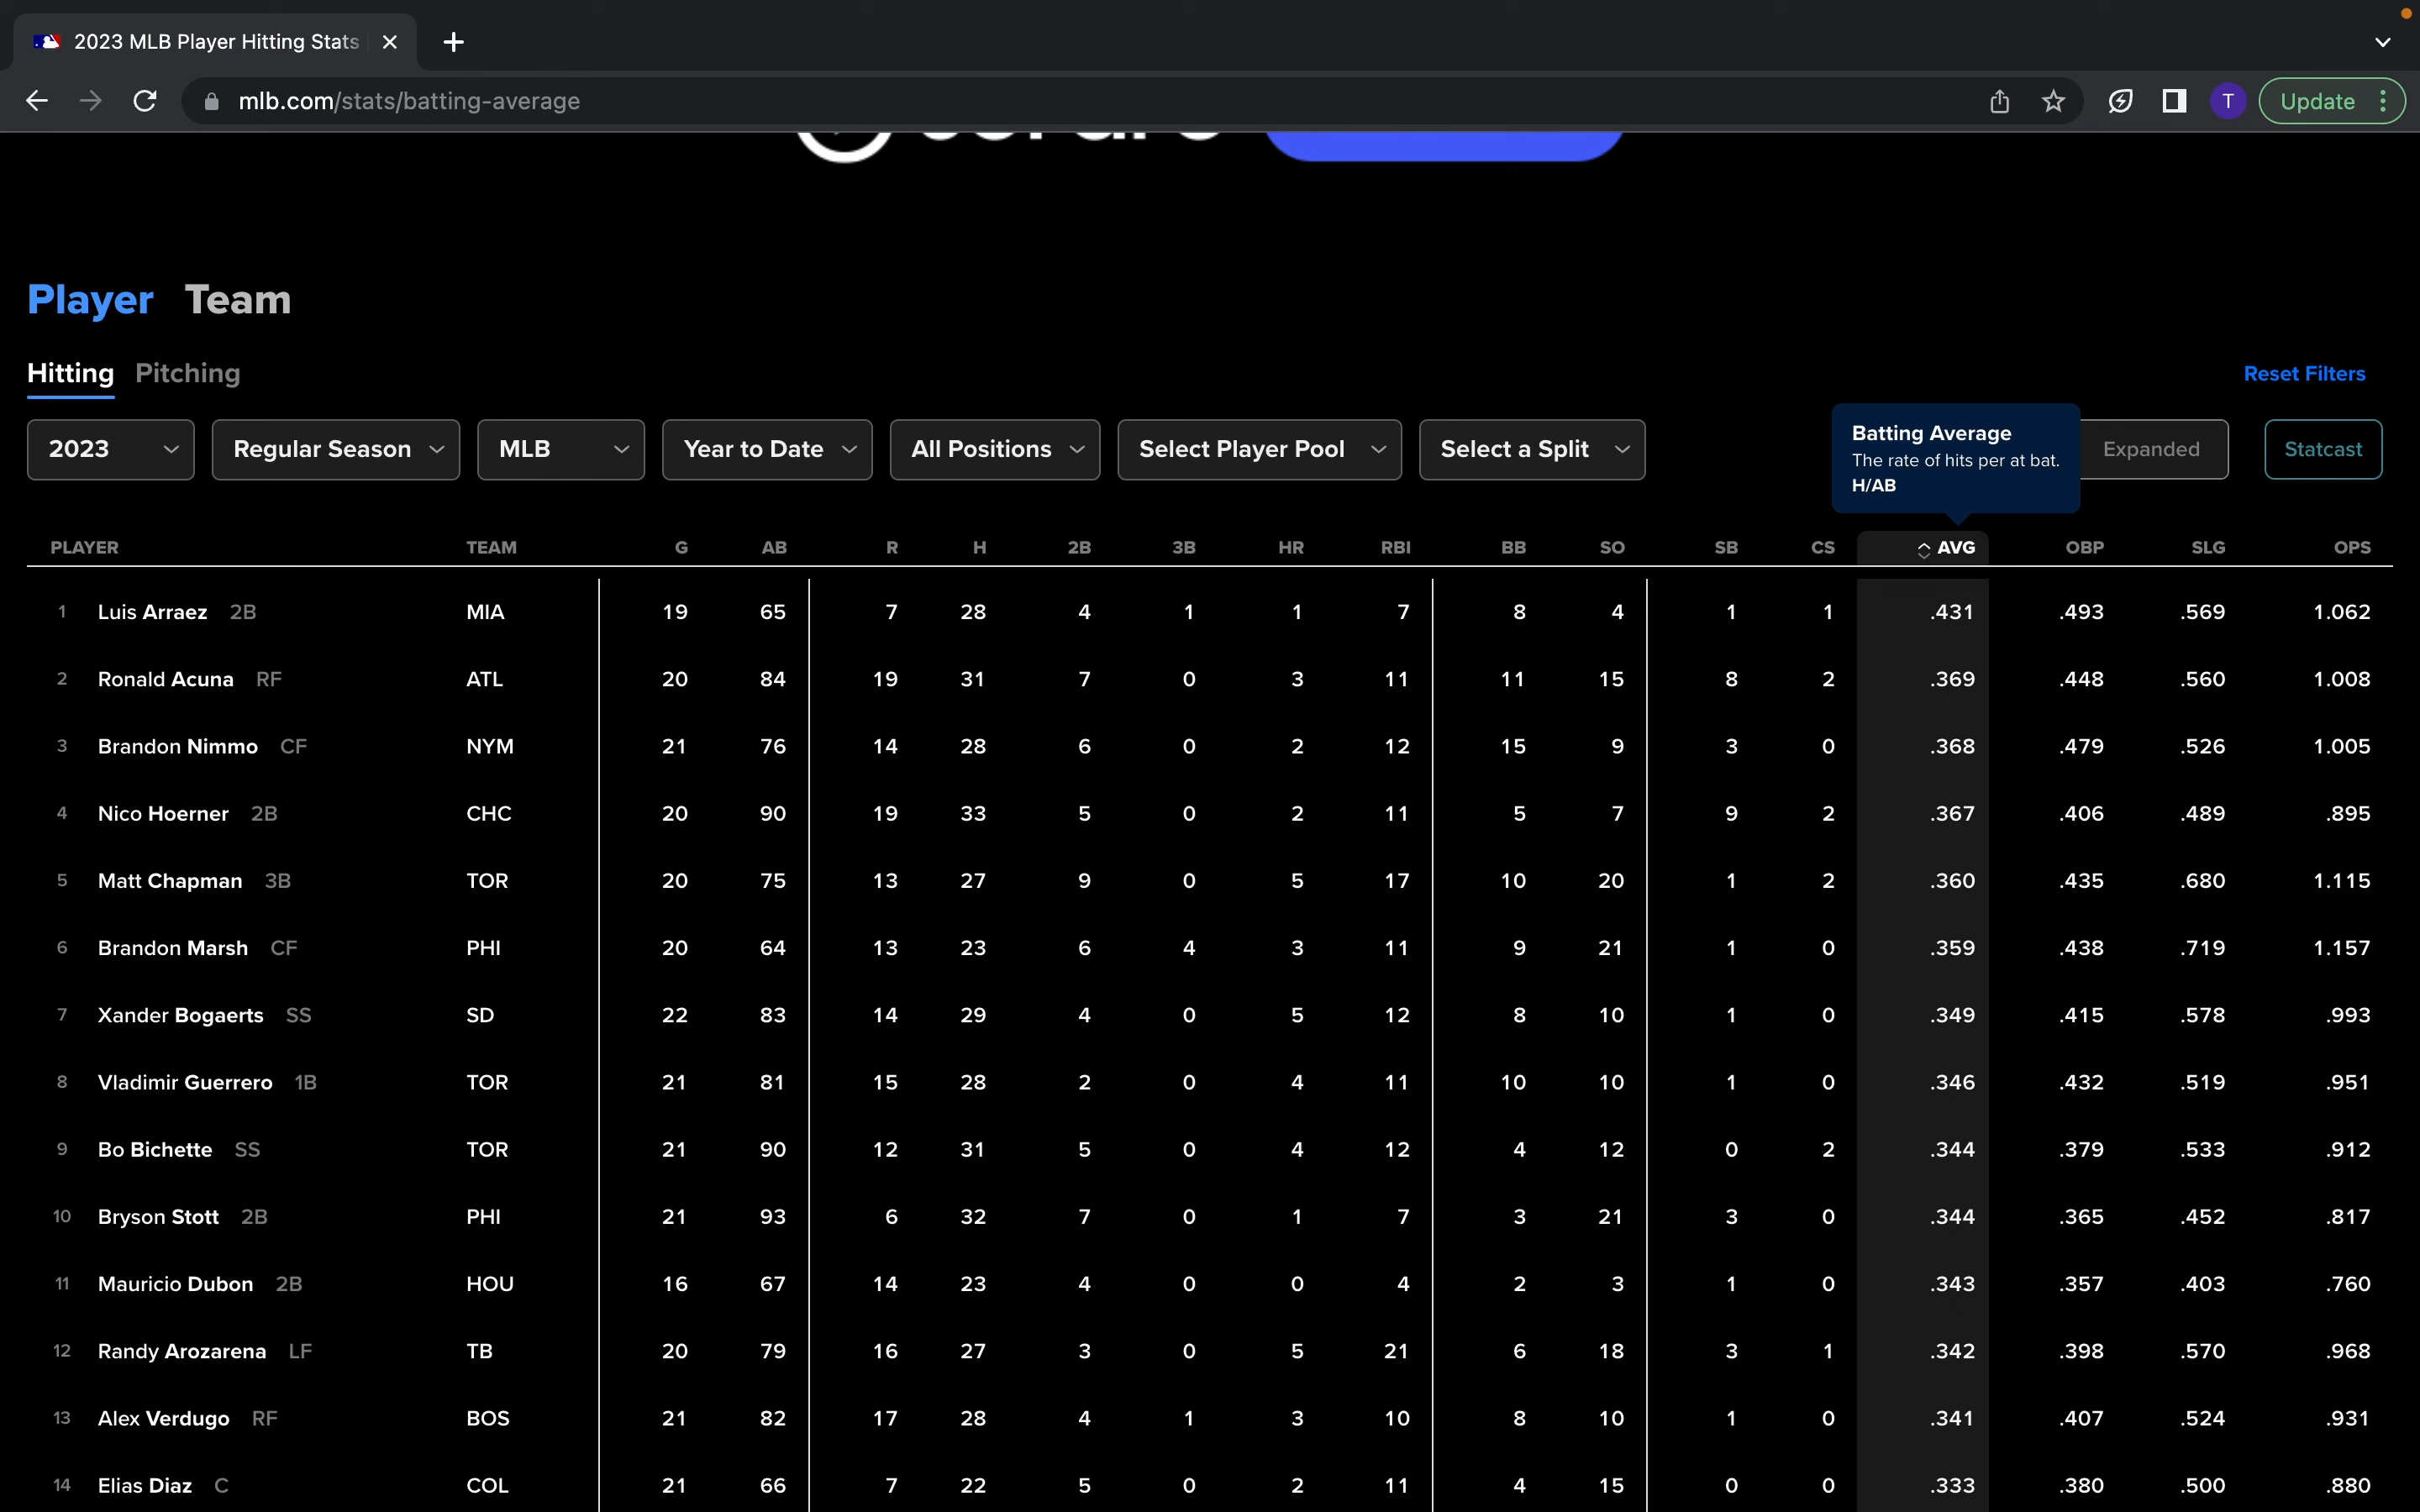 2023 MLB Player Hitting Stats
mlb.com/stats/batting-average
T
Update
Player Team
Hitting Pitching
Reset Filters
2023 Regular Season MLB Year to Date All Positions Select Player Pool Select a Split
Batting Average
The rate of hits per at bat.
H/AB
Expanded
Statcast
PLAYER TEAM G AB R H 2B 3B HR RBI BB SO SB CS AVG OBP SLG OPS
1 Luis Arraez 2B MIA 19 65 7 28 4 1 1 7 8 4 1 1 .431 .493 .569 1.062
2 Ronald Acuna RF ATL 20 84 19 31 7 0 3 11 11 15 8 2 .369 .448 .560 1.008
3 Brandon Nimmo CF NYM 21 76 14 28 6 0 2 12 15 9 3 0 .368 .479 .526 1.005
4 Nico Hoerner 2B CHC 20 90 19 33 5 0 2 11 5 7 9 2 .367 .406 .489 .895
5 Matt Chapman 3B TOR 20 75 13 27 9 0 5 17 10 20 1 2 .360 .435 .680 1.115
6 Brandon Marsh CF PHI 20 64 13 23 6 4 3 11 9 21 1 0 .359 .438 .719 1.157
7 Xander Bogaerts SS SD 22 83 14 29 4 0 5 12 8 10 1 0 .349 .415 .578 .993
8 Vladimir Guerrero 1B TOR 21 81 15 28 2 0 4 11 10 10 1 0 .346 .432 .519 .951
9 Bo Bichette SS TOR 21 90 12 31 5 0 4 12 4 12 0 2 .344 .379 .533 .912
10 Bryson Stott 2B PHI 21 93 6 32 7 0 1 7 3 21 3 0 .344 .365 .452 .817
11 Mauricio Dubon 2B HOU 16 67 14 23 4 0 0 4 2 3 1 0 .343 .357 .403 .760
12 Randy Arozarena LF TB 20 79 16 27 3 0 5 21 6 18 3 1 .342 .398 .570 .968
13 Alex Verdugo RF BOS 21 82 17 28 4 1 3 10 8 10 1 0 .341 .407 .524 .931
14 Elias Diaz C COL 21 66 7 22 5 0 2 11 4 15 0 0 .333 .380 .500 .880